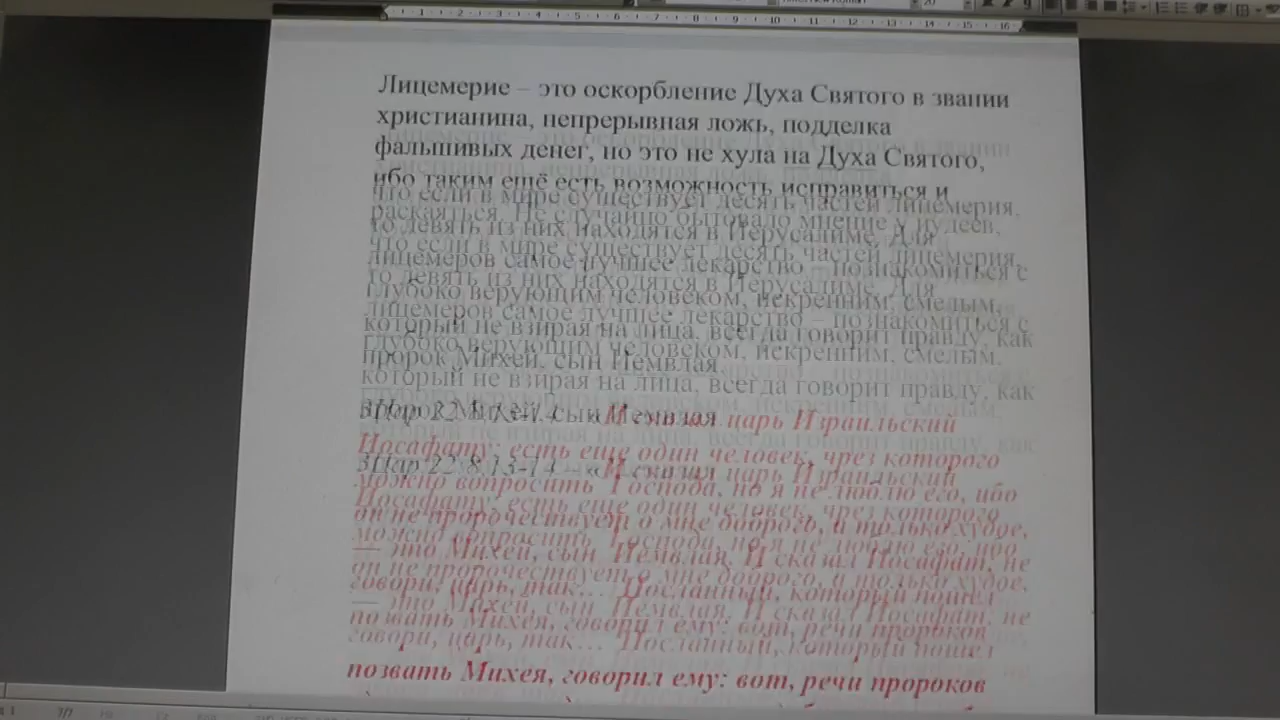 Лицемерие – это оскорбление Духа Святого в звании
христианина, непрерывная ложь, подделка
фальшивых денег, но это не хула на Духа Святого,
ибо таким ещё есть возможность исправиться и
раскаяться. Не случайно бытовало мнение у иудеев,
что если в мире существует десять частей лицемерия,
то девять из них находятся в Иерусалиме. Для
лицемеров самое лучшее лекарство – познакомиться с
глубоко верующим человеком, искренним, смелым,
который не взирая на лица, всегда говорит правду, как
пророк Михей, сын Иемвлая.
3Цар.22:8,13-14 – «И сказал царь Израильский
Иосафату: есть еще один человек, чрез которого
можно вопросить Господа, но я не люблю его, ибо
он не пророчествует о мне доброго, а только худое,
— это Михей, сын Иемвлая. И сказал Иосафат: не
говори, царь, так… Посланный, который пошел
позвать Михея, говорил ему: вот, речи пророков